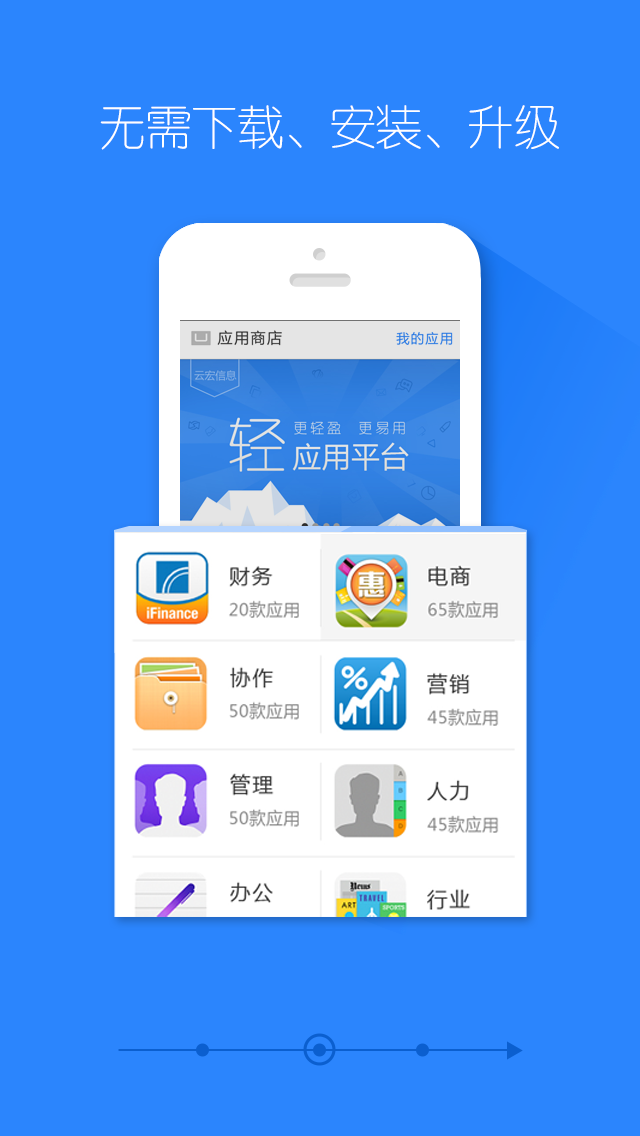 无需下载、安装、升级
应用商店 我的应用
云宏信息
轻 更轻盈 更易用
应用平台
财务 电商
iFinance 20款应用 惠 65款应用
协作 营销
50款应用 % 45款应用
管理 人力
50款应用 45款应用
A
B
C
D
办公 行业
News
ART TRAVEL SPORTS